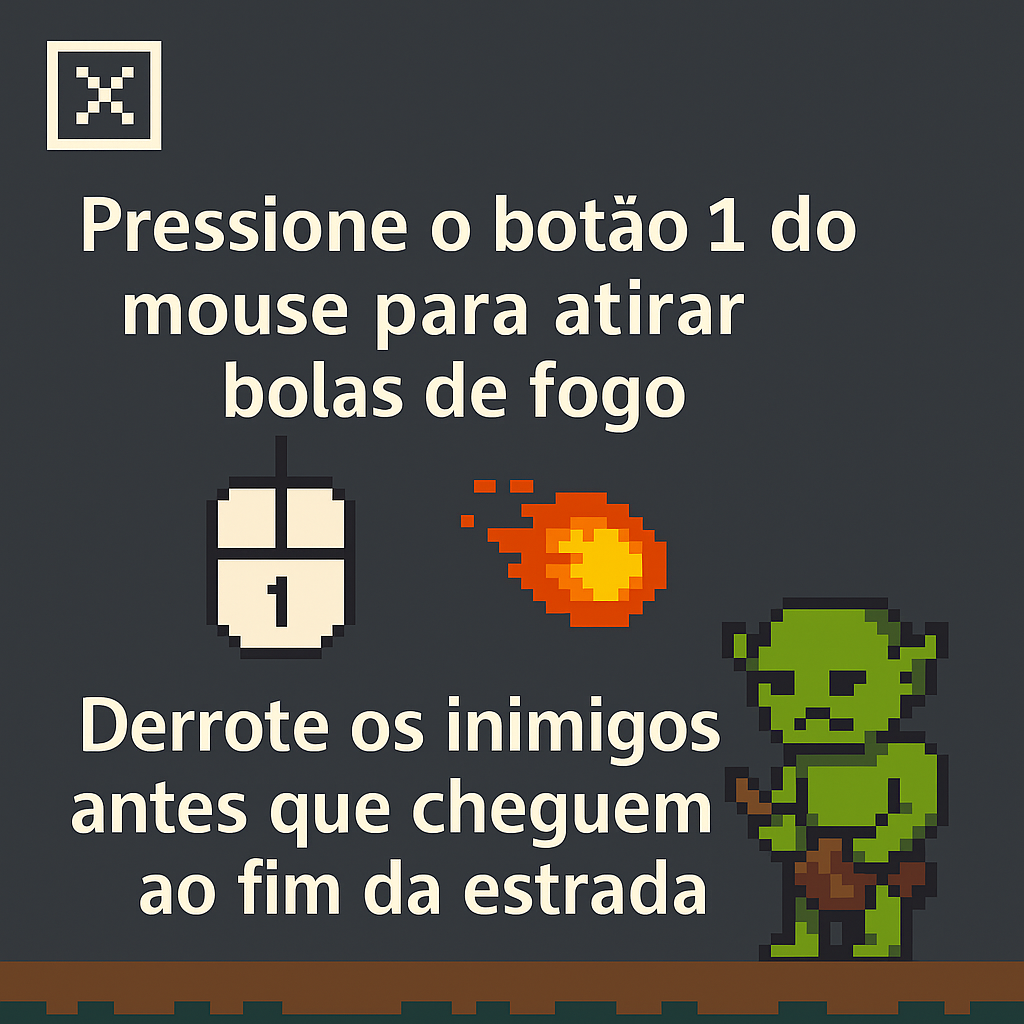 Pressione o botão 1 do
mouse para atirar
bolas de fogo
1
Derrote os inimigos
antes que cheguem
ao fim da estrada